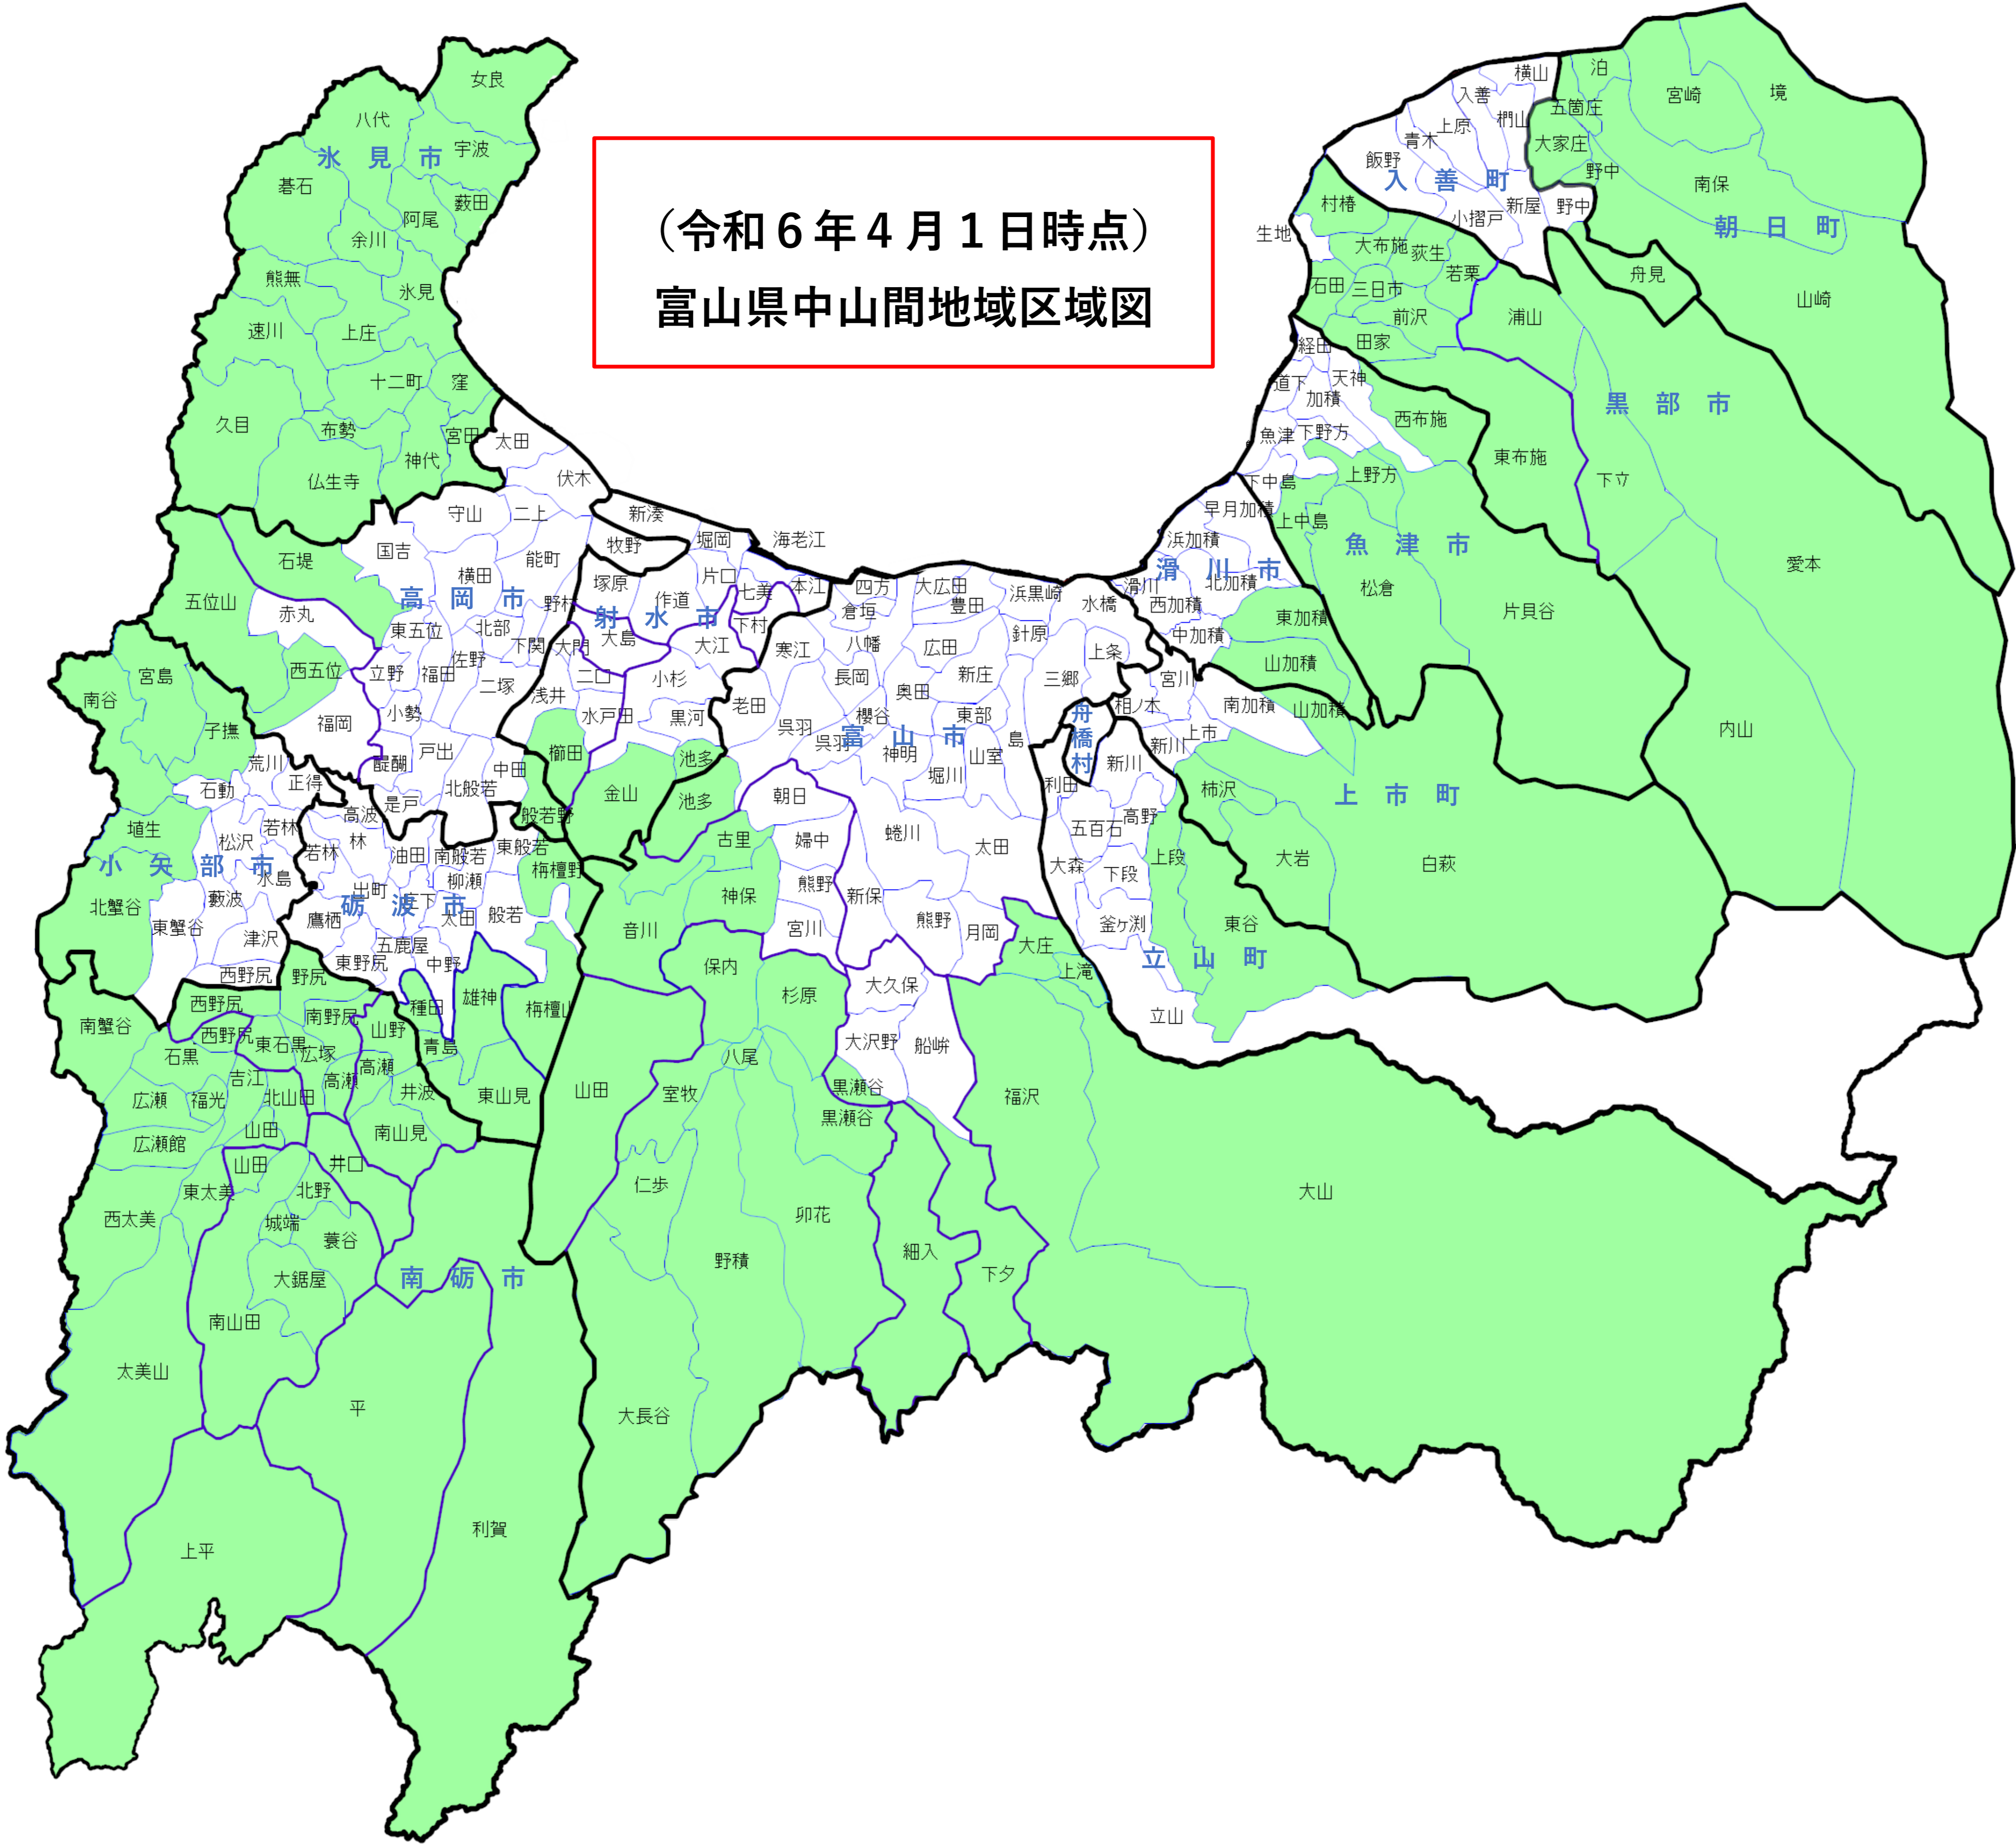 （令和６年４月１日時点）
富山県中山間地域区域図
氷見市
女良
八代
宇波
碁石
藪田
阿尾
余川
熊無
氷見
速川
上庄
十二町
窪
久目
布勢
宮田
神代
仏生寺
高岡市
太田
伏木
守山
二上
国吉
能町
牧野
石堤
横田
五位山
赤丸
野村
東五位
北部
下関
西五位
立野
福田
佐野
二塚
福岡
小勢
戸出
醍醐
中田
北般若
是戸
般若野
射水市
新湊
堀岡
海老江
塚原
片口
七美
本江
作道
下村
大島
大江
大門
二口
小杉
浅井
水戸田
黒河
櫛田
池多
金山
小矢部市
宮島
南谷
子撫
荒川
正得
石動
埴生
松沢
若林
水島
北蟹谷
藪波
東蟹谷
津沢
西野尻
砺波市
高波
林
若林
油田
南般若
東般若
栴檀野
出町
柳瀬
庄下
太田
般若
鷹栖
五鹿屋
東野尻
中野
種田
雄神
栴檀山
青島
東山見
南砺市
野尻
西野尻
南野尻
山野
南蟹谷
西野尻
東石黒
石黒
広塚
高瀬
高瀬
吉江
井波
広瀬
福光
北山田
山田
南山見
広瀬館
山田
井口
東太美
北野
西太美
城端
蓑谷
大鋸屋
南山田
太美山
平
利賀
上平
富山市
四方
大広田
浜黒崎
水橋
倉垣
豊田
針原
八幡
広田
寒江
上条
長岡
新庄
三郷
奥田
老田
櫻谷
東部
呉羽
呉羽
島
神明
山室
堀川
池多
朝日
蜷川
古里
婦中
太田
神保
熊野
新保
音川
宮川
熊野
月岡
大庄
保内
上滝
杉原
大久保
大沢野
船峅
山田
八尾
室牧
黒瀬谷
黒瀬谷
福沢
仁歩
卯花
大山
野積
細入
下夕
大長谷
舟橋村
滑川市
早月加積
浜加積
滑川
北加積
西加積
東加積
中加積
山加積
魚津市
経田
道下
天神
加積
西布施
魚津
下野方
上野方
下中島
上中島
松倉
片貝谷
黒部市
村椿
生地
大布施
荻生
若栗
石田
三日市
前沢
田家
浦山
東布施
下立
愛本
内山
入善町
横山
入善
椚山
上原
青木
飯野
小摺戸
新屋
野中
舟見
朝日町
泊
宮崎
境
五箇庄
大家庄
野中
南保
山崎
上市町
宮川
相ノ本
南加積
山加積
上市
新川
柿沢
大岩
白萩
立山町
新川
利田
高野
五百石
大森
下段
上段
釜ヶ渕
東谷
立山